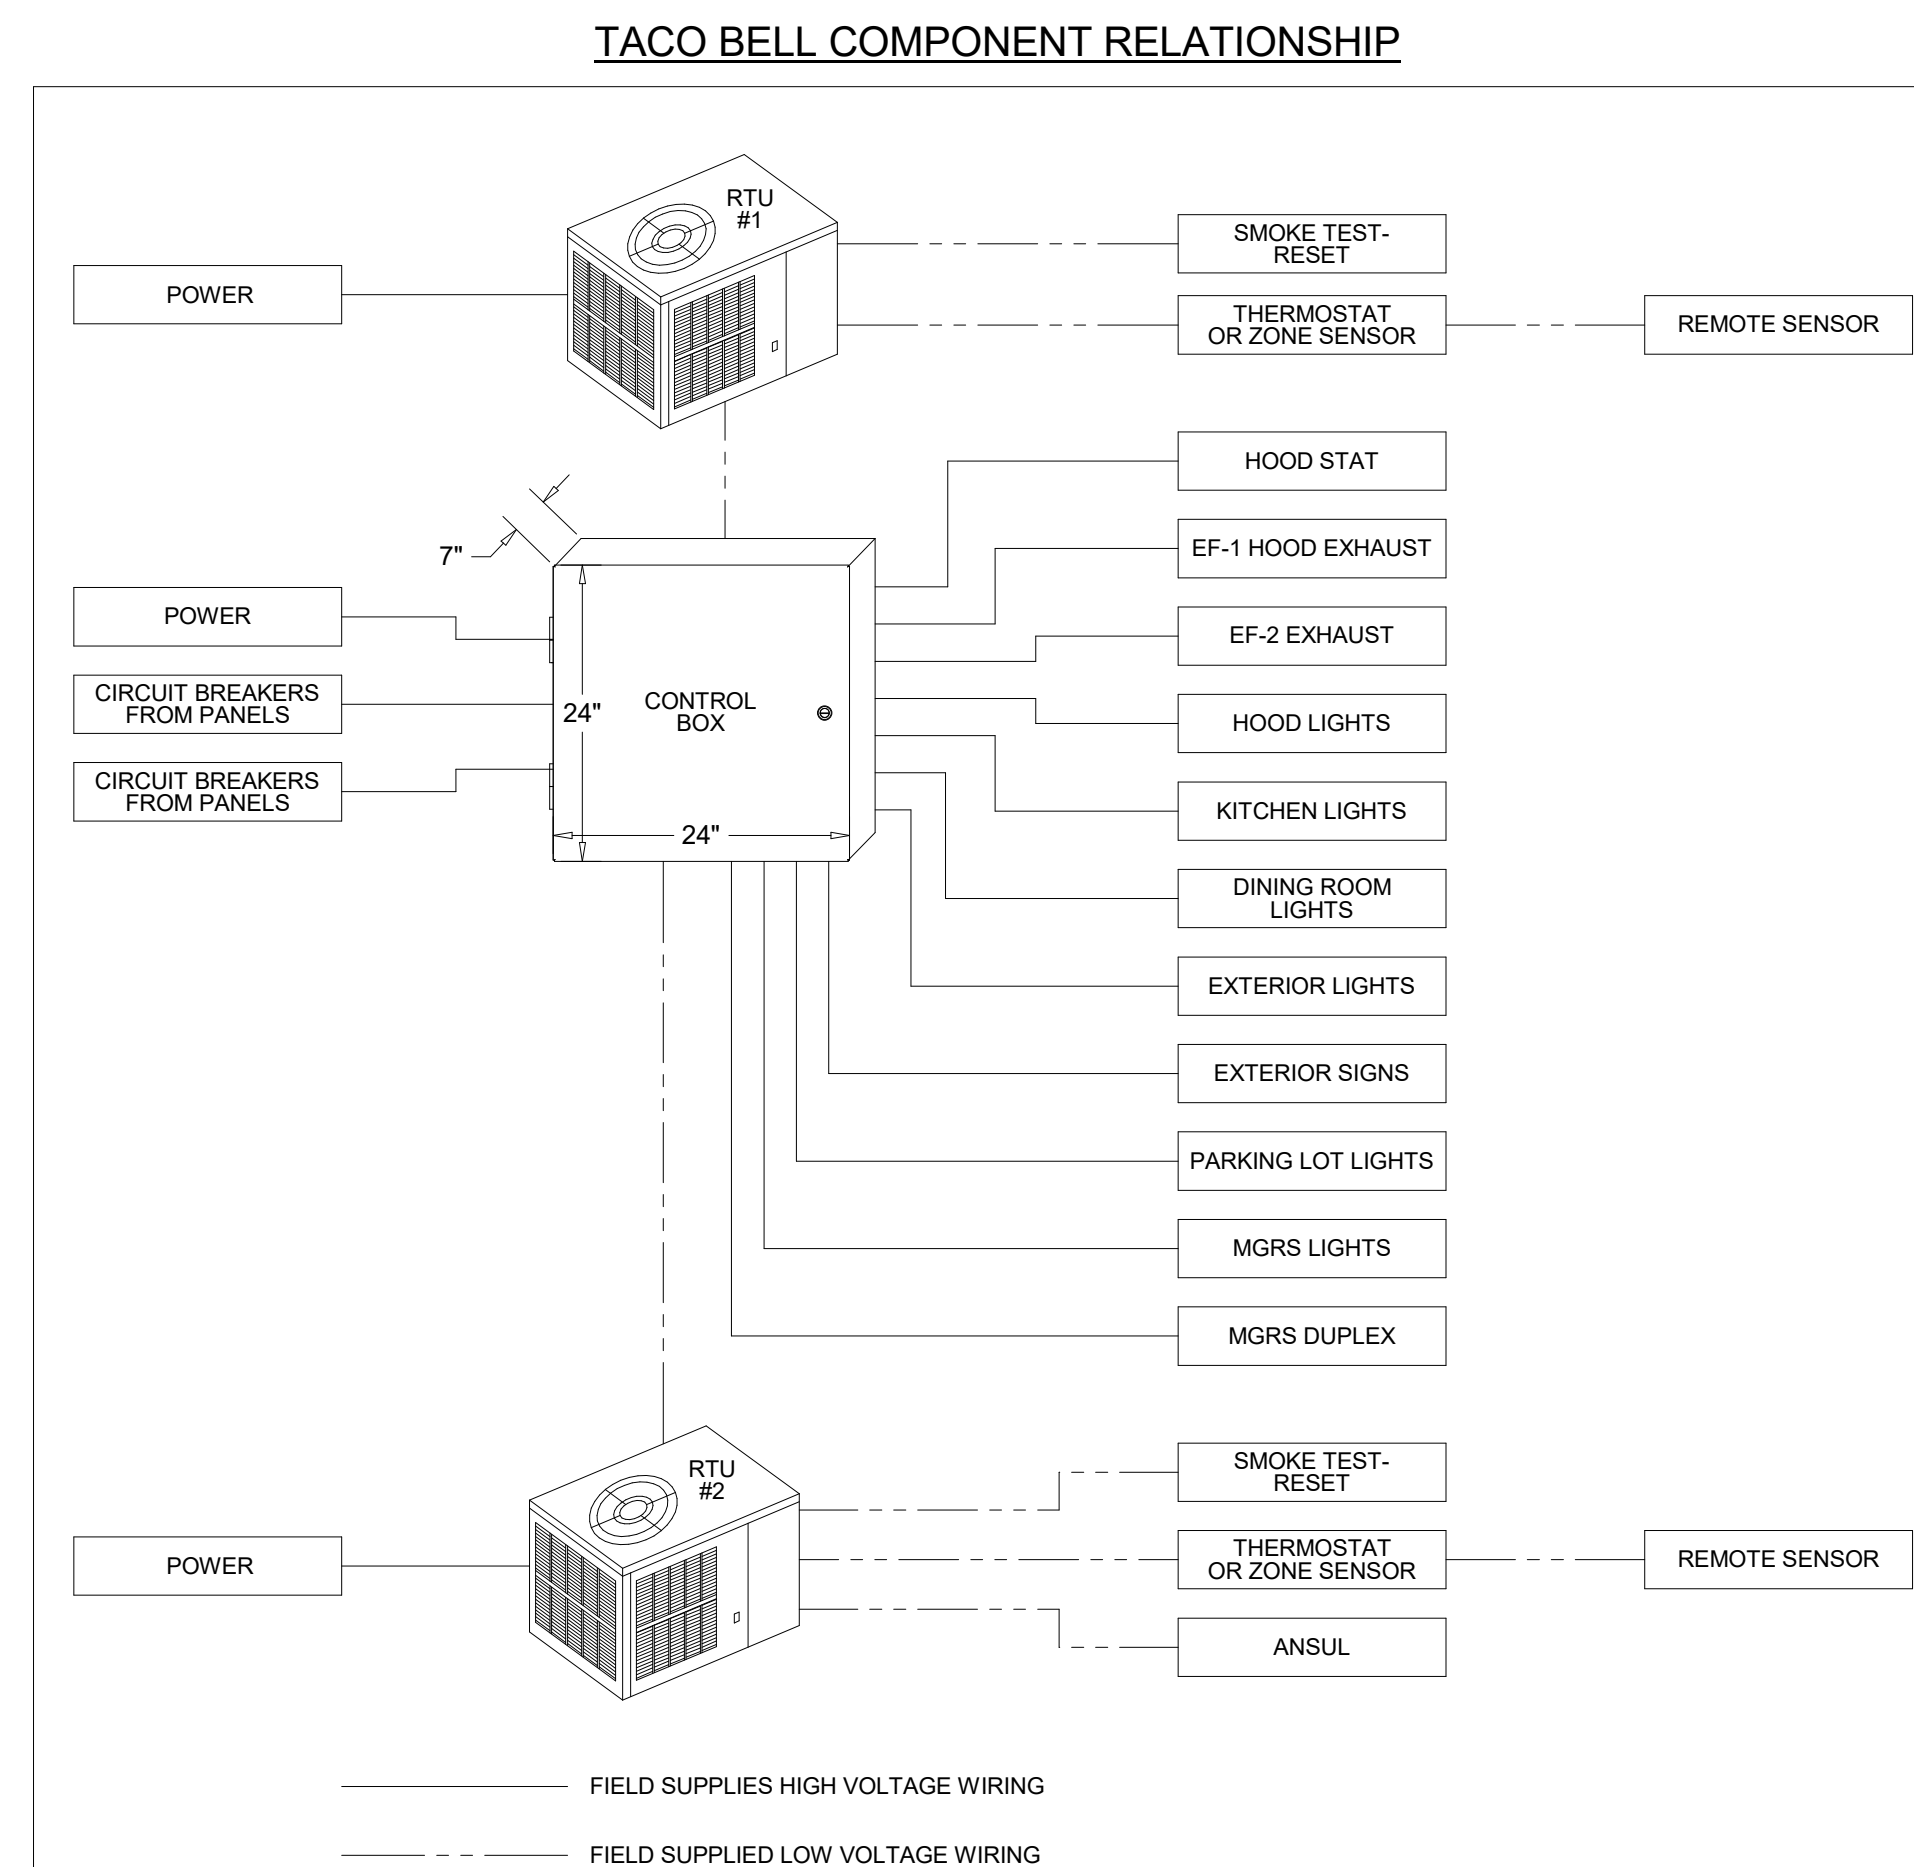 TACO BELL COMPONENT RELATIONSHIP
RTU
#1
SMOKE TEST-
RESET
POWER
THERMOSTAT
OR ZONE SENSOR
REMOTE SENSOR
HOOD STAT
7"
EF-1 HOOD EXHAUST
POWER
EF-2 EXHAUST
CIRCUIT BREAKERS
FROM PANELS
24"
CONTROL
BOX
HOOD LIGHTS
CIRCUIT BREAKERS
FROM PANELS
24"
KITCHEN LIGHTS
DINING ROOM
LIGHTS
EXTERIOR LIGHTS
EXTERIOR SIGNS
PARKING LOT LIGHTS
MGRS LIGHTS
MGRS DUPLEX
RTU
#2
SMOKE TEST-
RESET
POWER
THERMOSTAT
OR ZONE SENSOR
REMOTE SENSOR
ANSUL
FIELD SUPPLIES HIGH VOLTAGE WIRING
FIELD SUPPLIED LOW VOLTAGE WIRING